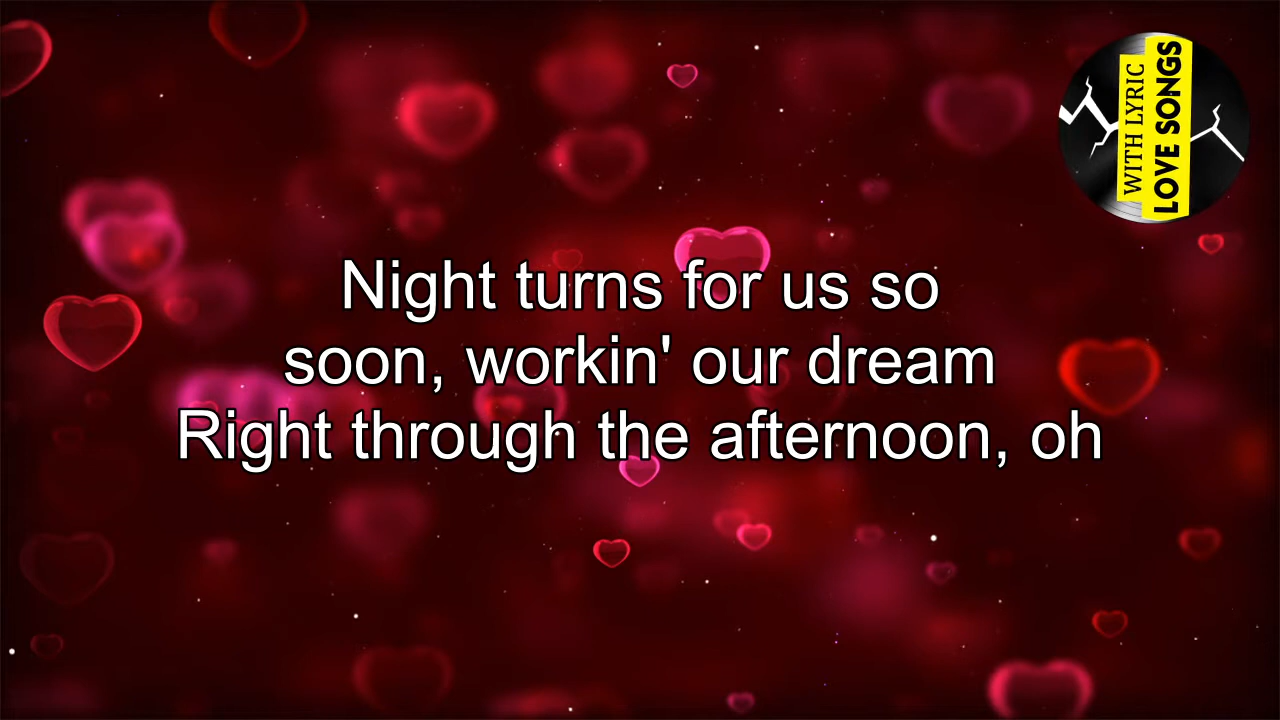 WITH LYRIC
LOVE SONGS
Night turns for us so
soon, workin' our dream
Right through the afternoon, oh